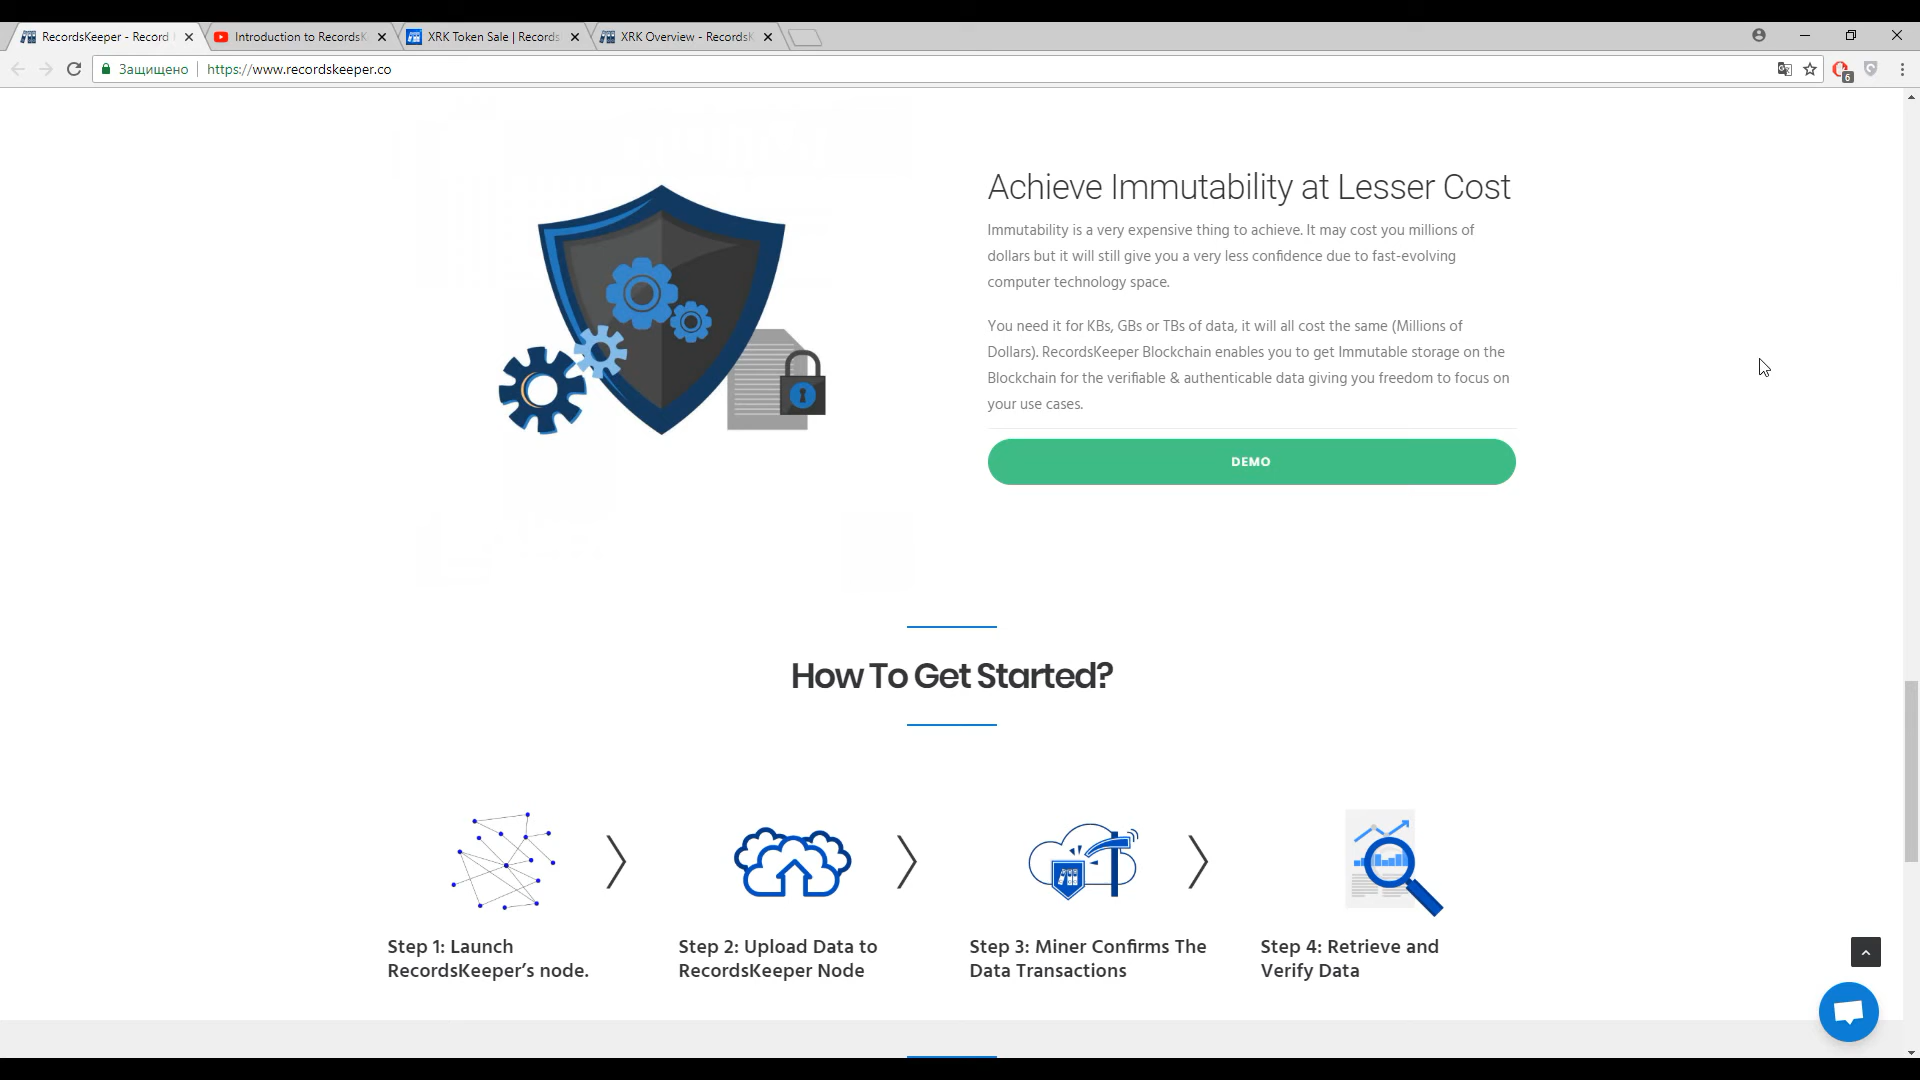 RecordsKeeper - Record
Introduction to RecordsK
XRK Token Sale | Records
XRK Overview - RecordsK
Защищено
https://www.recordskeeper.co
6
Achieve Immutability at Lesser Cost
Immutability is a very expensive thing to achieve. It may cost you millions of
dollars but it will still give you a very less confidence due to fast-evolving
computer technology space.
You need it for KBs, GBs or TBs of data, it will all cost the same (Millions of
Dollars). RecordsKeeper Blockchain enables you to get Immutable storage on the
Blockchain for the verifiable & authenticable data giving you freedom to focus on
your use cases.
DEMO
How To Get Started?
Step 1: Launch
RecordsKeeper’s node.
Step 2: Upload Data to
RecordsKeeper Node
Step 3: Miner Confirms The
Data Transactions
Step 4: Retrieve and
Verify Data